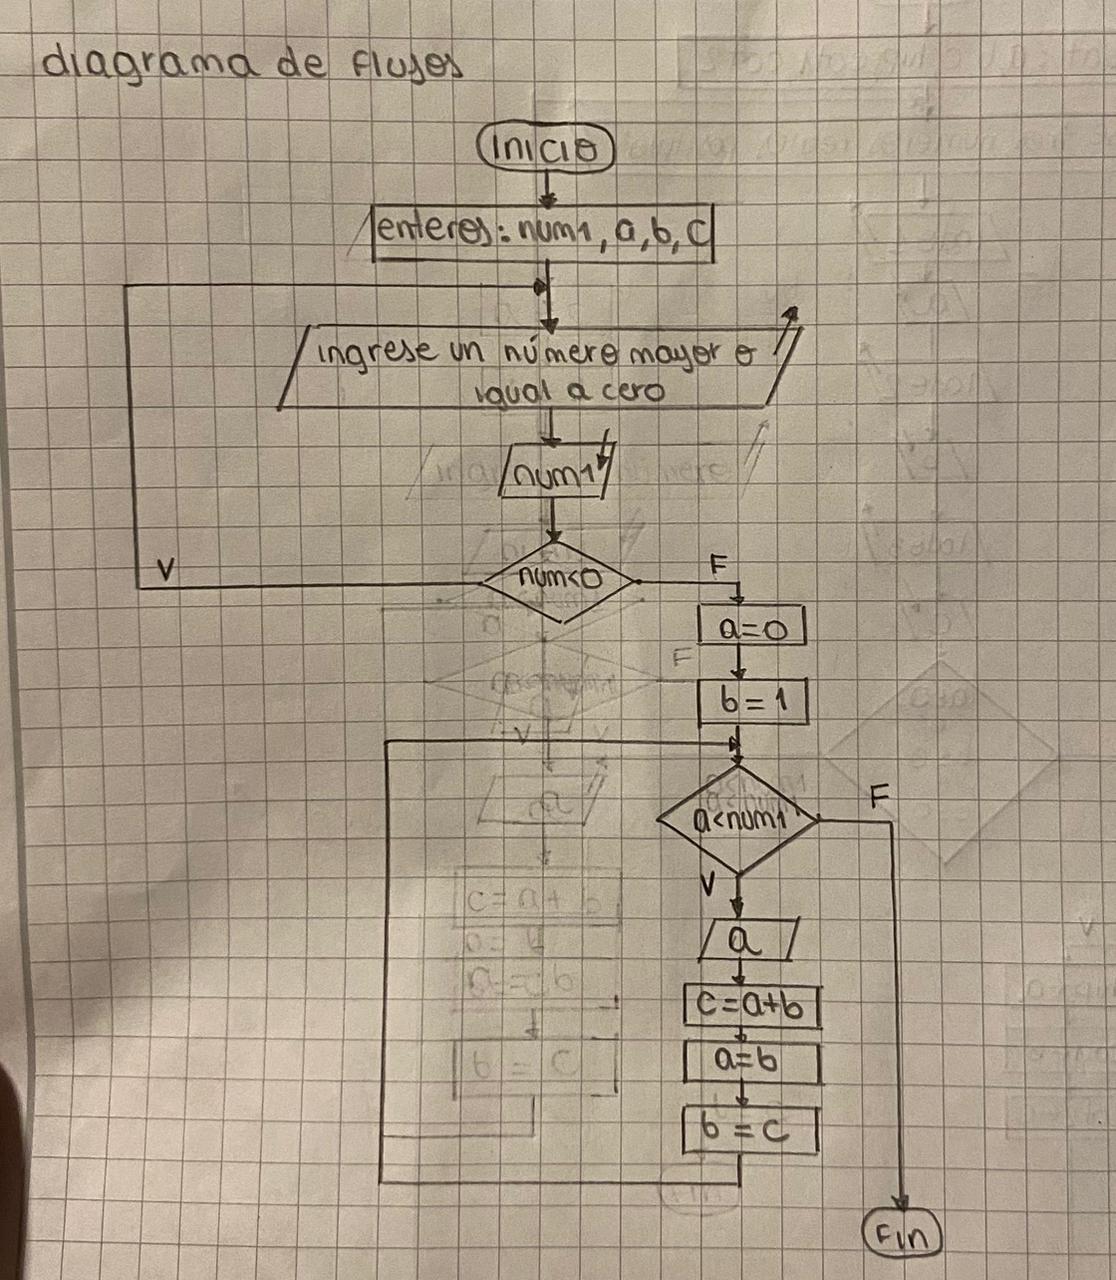 diagrama de flujos
inicio
enteros: num1, a, b, c
ingrese un número mayor o
igual a cero
num1
num<0
V
F
a=0
b=1
a<num1
F
V
a
c=a+b
a=b
b=c
Fin